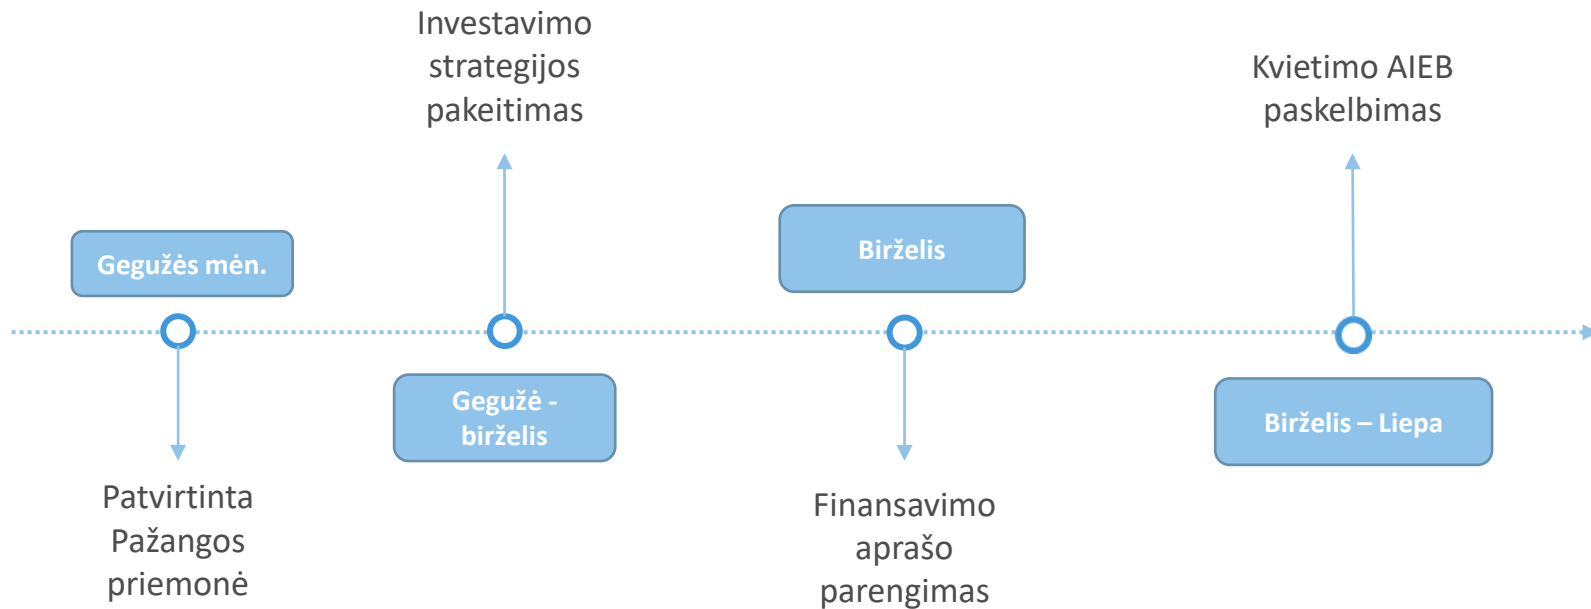 Gegužės mėn.
Patvirtinta
Pažangos
priemonė
Investavimo
strategijos
pakeitimas
Gegužė -
birželis
Birželis
Finansavimo
aprašo
parengimas
Kvietimo AIEB
paskelbimas
Birželis – Liepa